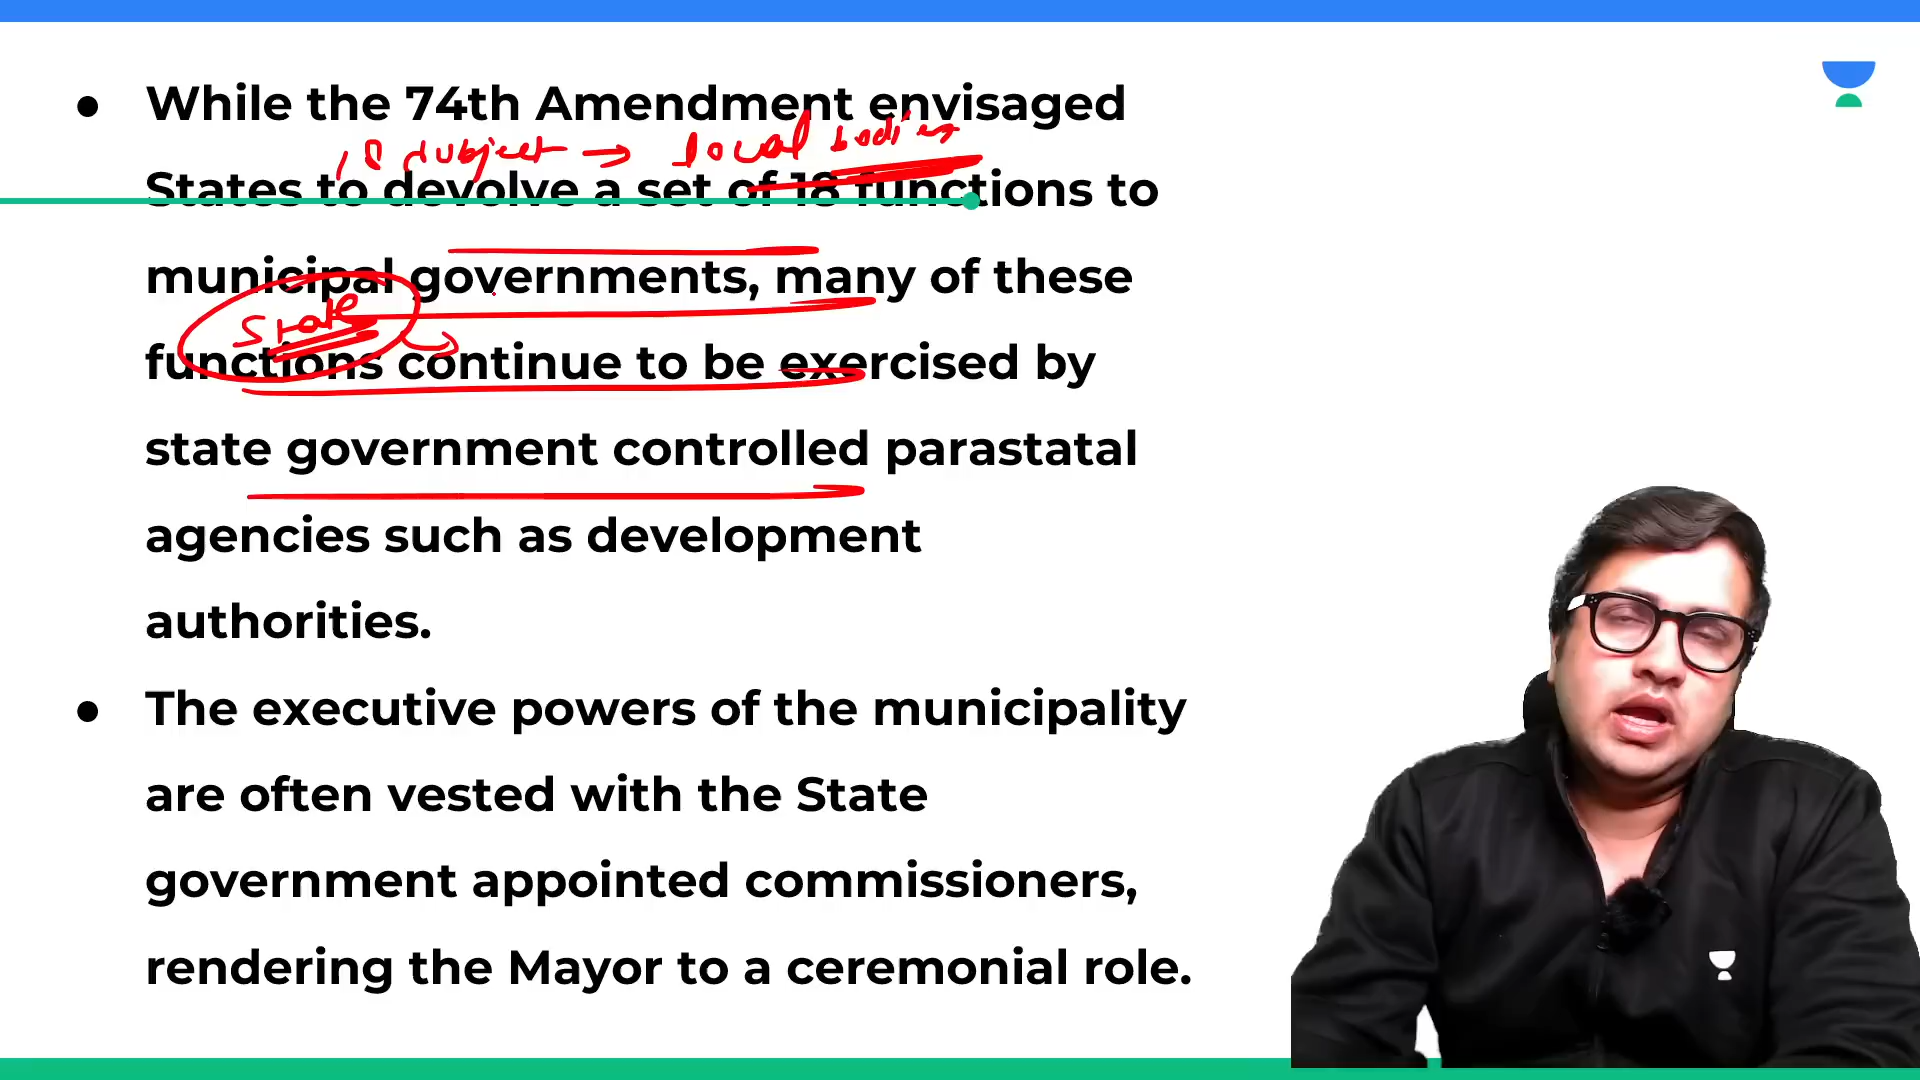 ● While the 74th Amendment envisaged
18 subject → local bodies
States to devolve a set of 18 functions to
municipal governments, many of these
State
functions continue to be exercised by
state government controlled parastatal
agencies such as development
authorities.
● The executive powers of the municipality
are often vested with the State
government appointed commissioners,
rendering the Mayor to a ceremonial role.